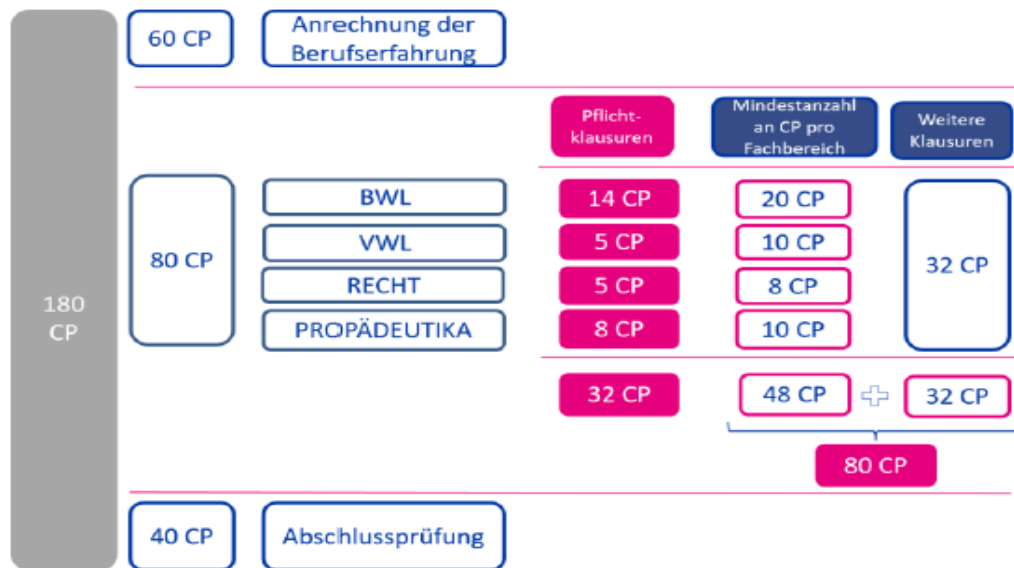 60 CP
Anrechnung der
Berufserfahrung
Pflicht-
klausuren
Mindestanzahl
an CP pro
Fachbereich
Weitere
Klausuren
180
CP
80 CP
BWL
14 CP
20 CP
32 CP
VWL
5 CP
10 CP
RECHT
5 CP
8 CP
PROPÄDEUTIKA
8 CP
10 CP
32 CP
48 CP
32 CP
80 CP
40 CP
Abschlussprüfung